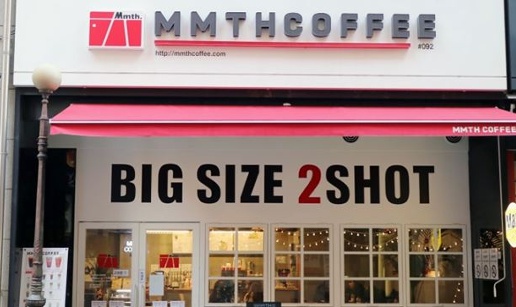 Mmth.
MMTHCOFFEE
http://mmthcoffee.com
#092
MMTH COFFEE
BIG SIZE 2SHOT